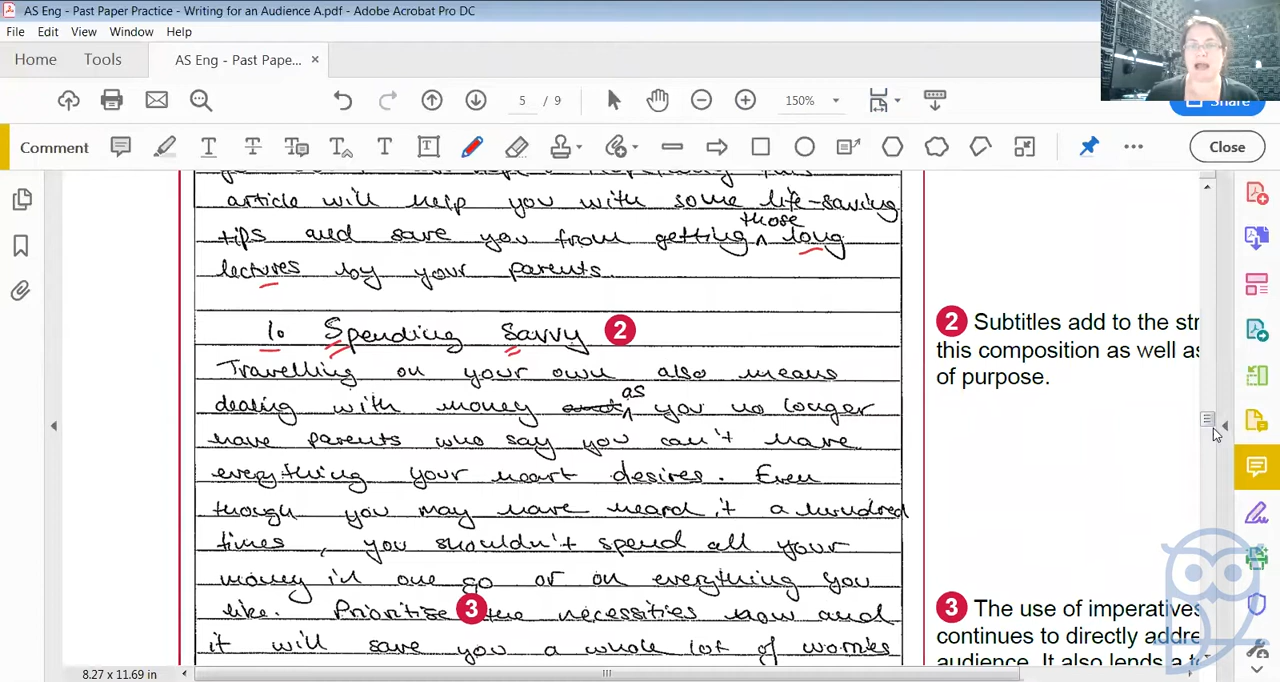 AS Eng - Past Paper Practice - Writing for an Audience A.pdf - Adobe Acrobat Pro DC
File Edit View Window Help
Home Tools AS Eng - Past Paper... ×
5 / 9 150% Share
Comment Close
article will help you with some life-saving
those
tips and save you from getting ^ long
lectures by your parents.
1. Spending Savvy 2
Travelling on your own also means
as
dealing with money ^ you no longer
have parents who say you can't have
everything your heart desires. Even
though you may have heard it a hundred
times, you shouldn't spend all your
money in one go or on everything you
like. Prioritise 3 the necessities now and
it will save you a whole lot of worries
2 Subtitles add to the str
this composition as well as
of purpose.
3 The use of imperatives
continues to directly addre
audience. It also lends a t
8.27 x 11.69 in